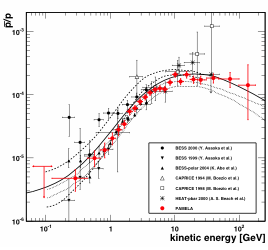 p̄/p
10⁻³
10⁻⁴
10⁻⁵
10⁻⁶
BESS 2000 (Y. Asaoka et al.)
BESS 1999 (Y. Asaoka et al.)
BESS-polar 2004 (K. Abe et al.)
CAPRICE 1994 (M. Boezio et al.)
CAPRICE 1998 (M. Boezio et al.)
HEAT-pbar 2000 (A. S. Beach et al.)
PAMELA
10⁻¹ 1 10 10²
kinetic energy [GeV]